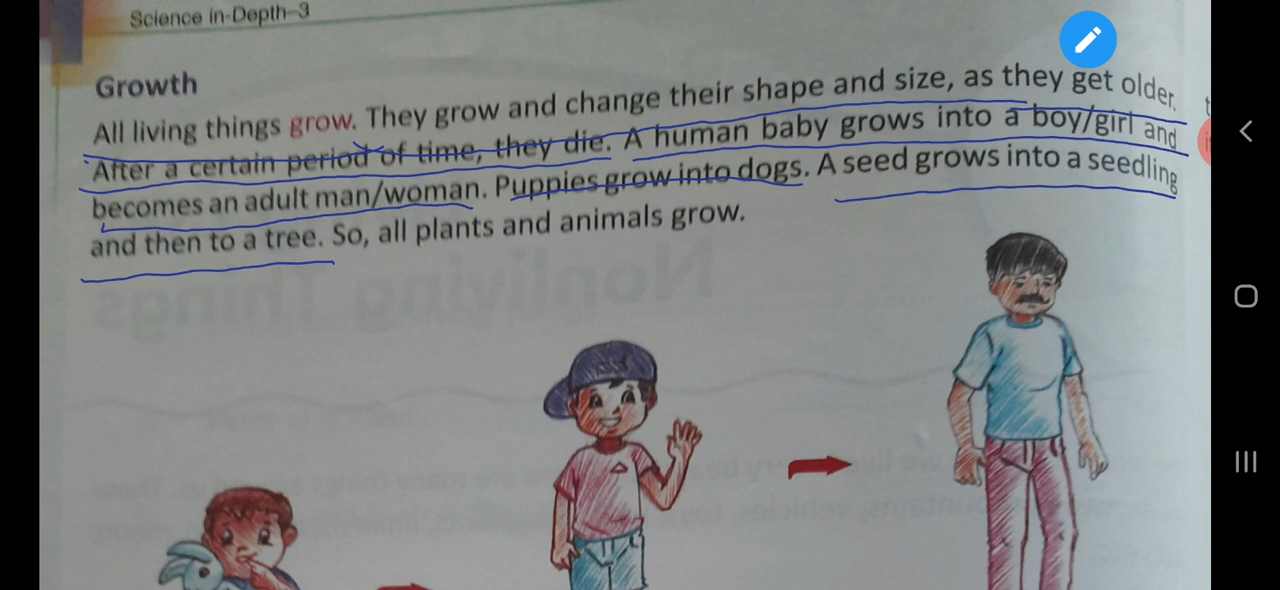 Science in-Depth–3
Growth
All living things grow. They grow and change their shape and size, as they get older.
After a certain period of time, they die. A human baby grows into a boy/girl and
becomes an adult man/woman. Puppies grow into dogs. A seed grows into a seedling
and then to a tree. So, all plants and animals grow.
Nonliving Things